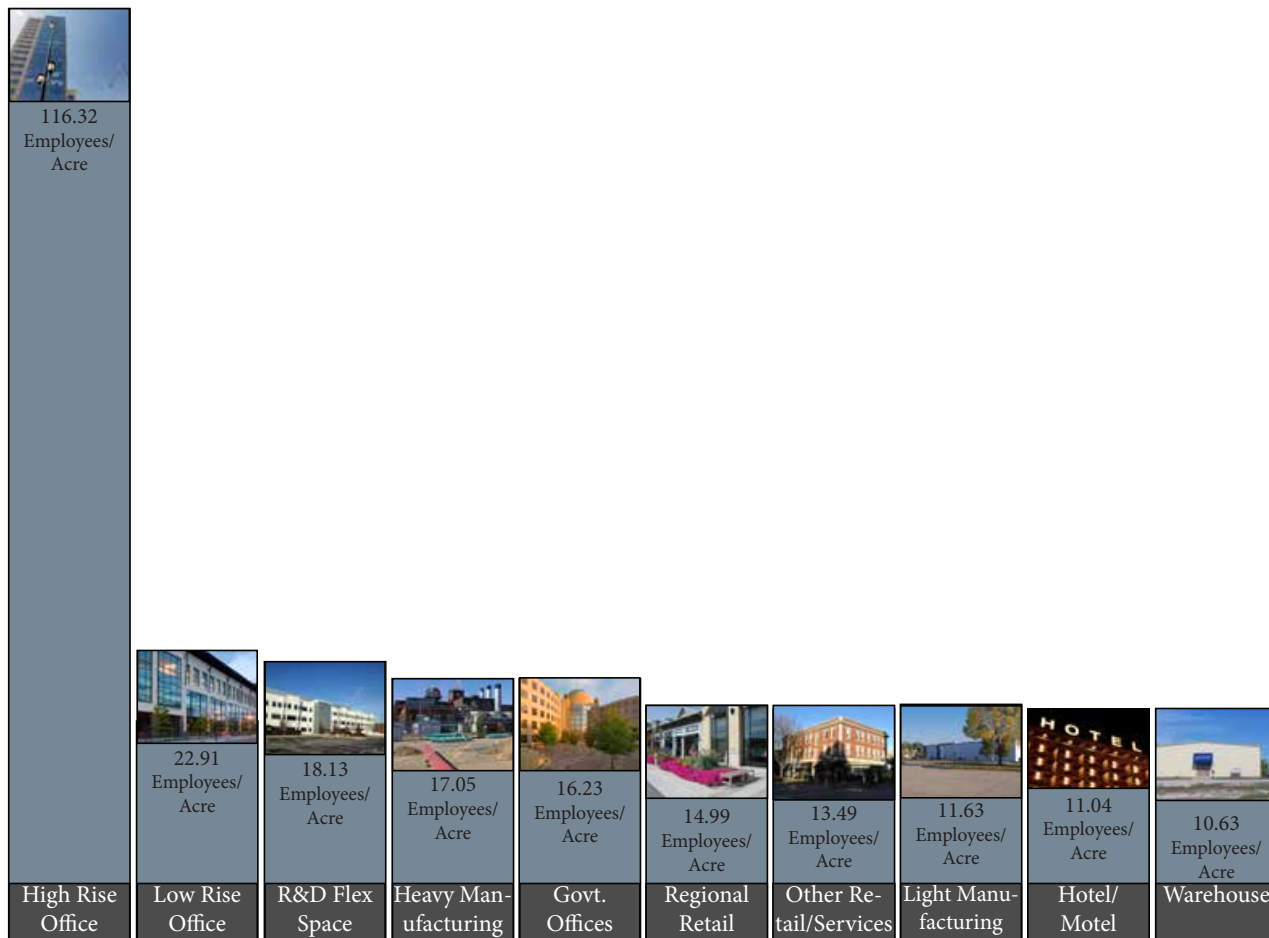 116.32
Employees/
Acre
22.91
Employees/
Acre
18.13
Employees/
Acre
17.05
Employees/
Acre
16.23
Employees/
Acre
14.99
Employees/
Acre
13.49
Employees/
Acre
11.63
Employees/
Acre
HOTEL
11.04
Employees/
Acre
10.63
Employees/
Acre
High Rise
Office
Low Rise
Office
R&D Flex
Space
Heavy Man-
ufacturing
Govt.
Offices
Regional
Retail
Other Re-
tail/Services
Light Manu-
facturing
Hotel/
Motel
Warehouse